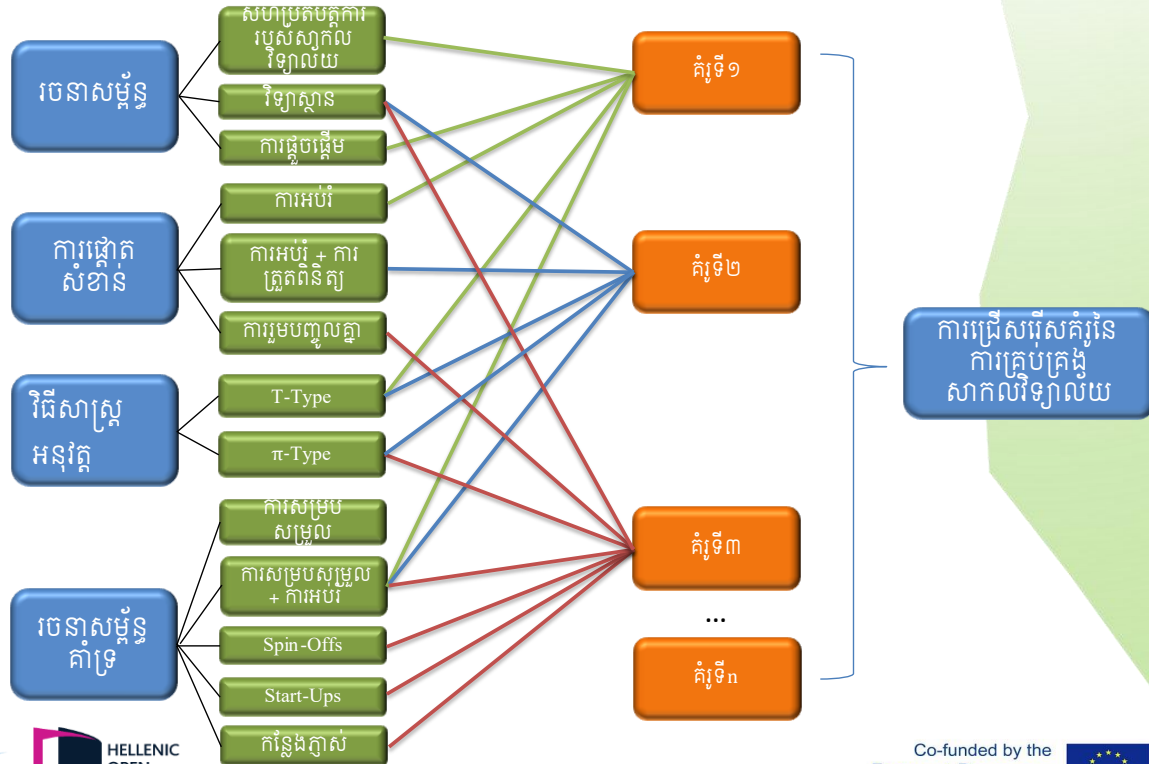 រចនាសម្ព័ន្ធ
សហប្រតិបត្តិការ
របស់សាកល
វិទ្យាល័យ
វិទ្យាស្ថាន
ការផ្តួចផ្តើម
ការផ្តោត
សំខាន់
ការអប់រំ
ការអប់រំ + ការ
ត្រួតពិនិត្យ
ការរួមបញ្ចូលគ្នា
វិធីសាស្ត្រ
អនុវត្ត
T-Type
π-Type
រចនាសម្ព័ន្ធ
គាំទ្រ
ការសម្រប
សម្រួល
ការសម្របសម្រួល
+ ការអប់រំ
Spin-Offs
Start-Ups
កន្លែងភ្ញាស់
គំរូទី១
គំរូទី២
គំរូទី៣
...
គំរូទីn
ការជ្រើសរើសគំរូនៃ
ការគ្រប់គ្រង
សាកលវិទ្យាល័យ
HELLENIC
OPEN
Co-funded by the